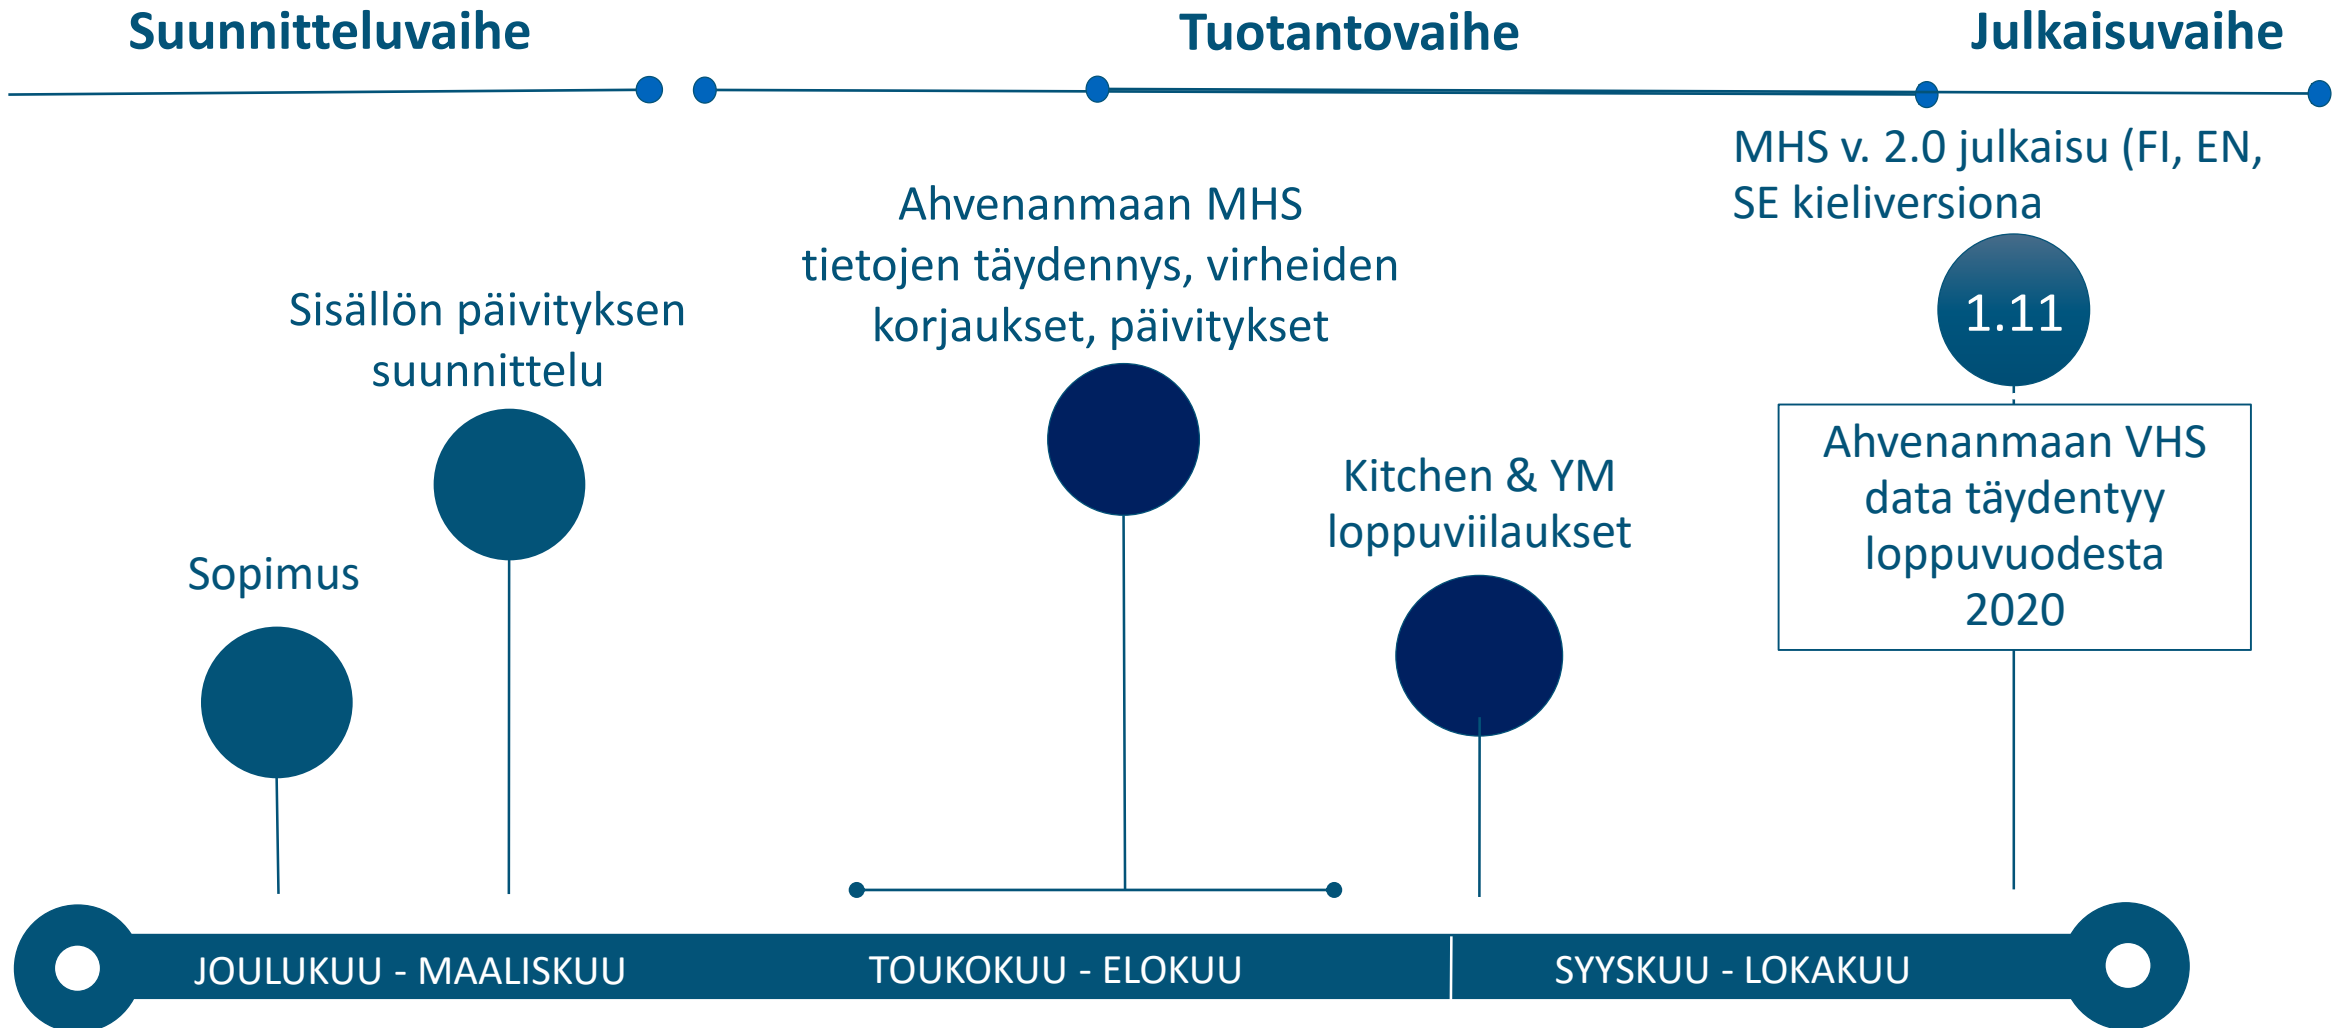 Suunnitteluvaihe
Tuotantovaihe
Julkaisuvaihe
MHS v. 2.0 julkaisu (FI, EN,
SE kieliversiona
Ahvenanmaan MHS
tietojen täydennys, virheiden
korjaukset, päivitykset
Sisällön päivityksen
suunnittelu
1.11
Ahvenanmaan VHS
data täydentyy
loppuvuodesta
2020
Kitchen & YM
loppuviilaukset
Sopimus
JOULUKUU - MAALISKUU
TOUKOKUU - ELOKUU
SYYSKUU - LOKAKUU